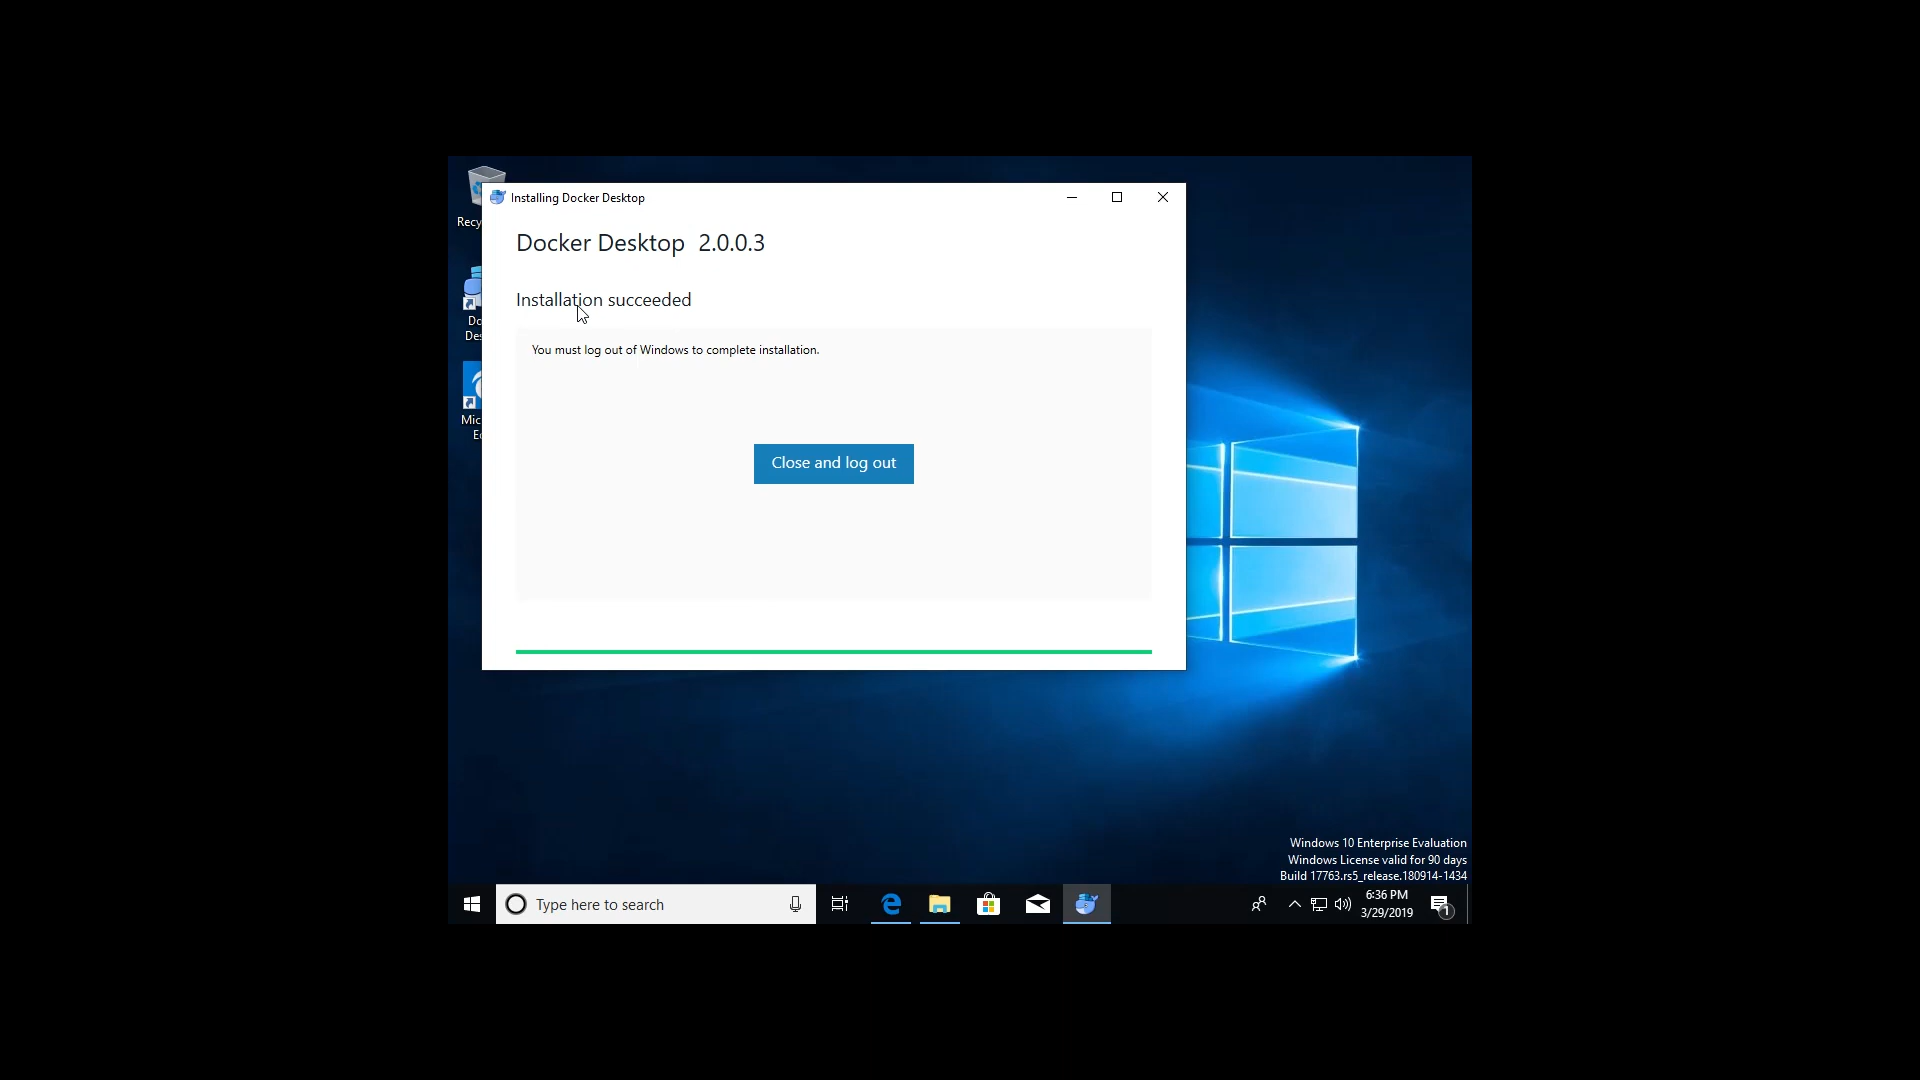 Installing Docker Desktop
Docker Desktop 2.0.0.3
Installation succeeded
You must log out of Windows to complete installation.
Close and log out
Windows 10 Enterprise Evaluation
Windows License valid for 90 days
Build 17763.rs5_release.180914-1434
Type here to search
6:36 PM
3/29/2019
1